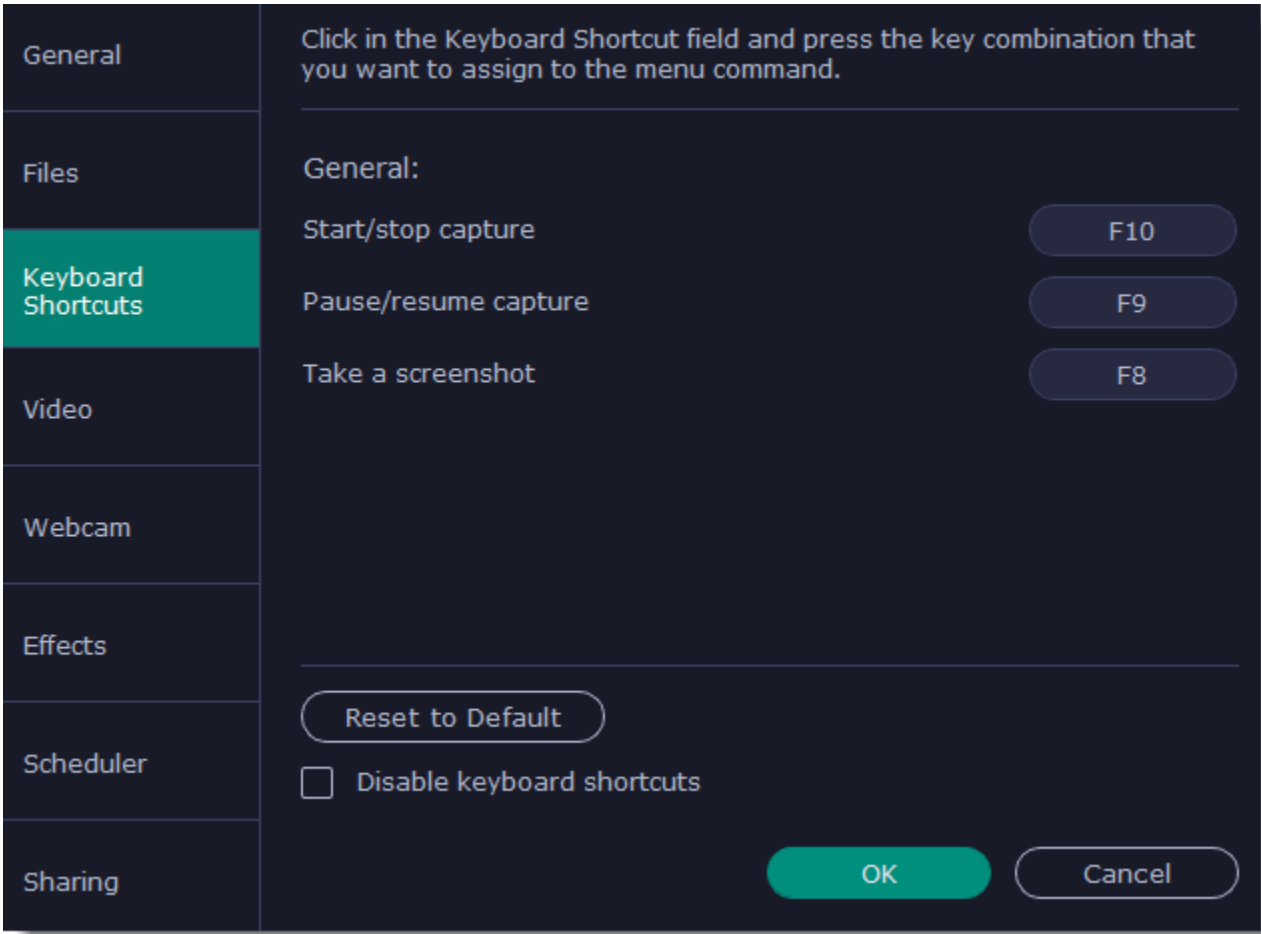 General
Files
Keyboard
Shortcuts
Video
Webcam
Effects
Scheduler
Sharing
Click in the Keyboard Shortcut field and press the key combination that
you want to assign to the menu command.
General:
Start/stop capture
F10
Pause/resume capture
F9
Take a screenshot
F8
Reset to Default
Disable keyboard shortcuts
OK
Cancel